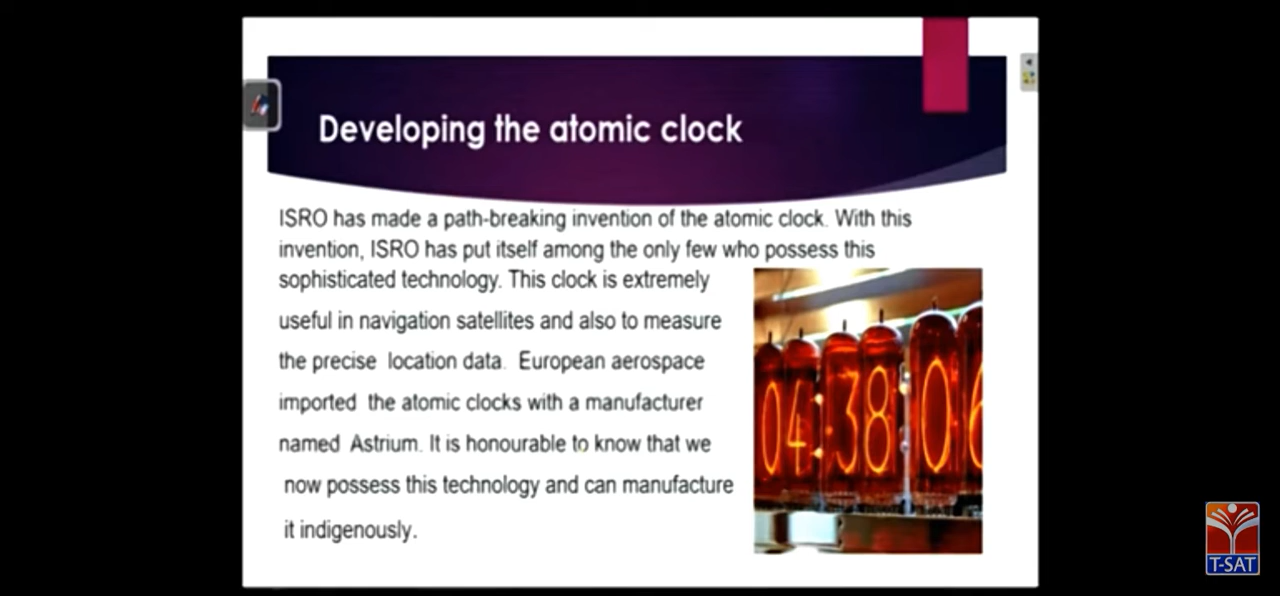 Developing the atomic clock
ISRO has made a path-breaking invention of the atomic clock. With this
invention, ISRO has put itself among the only few who possess this
sophisticated technology. This clock is extremely
useful in navigation satellites and also to measure
the precise location data. European aerospace
imported the atomic clocks with a manufacturer
named Astrium. It is honourable to know that we
now possess this technology and can manufacture
it indigenously.
04 38 06
T-SAT